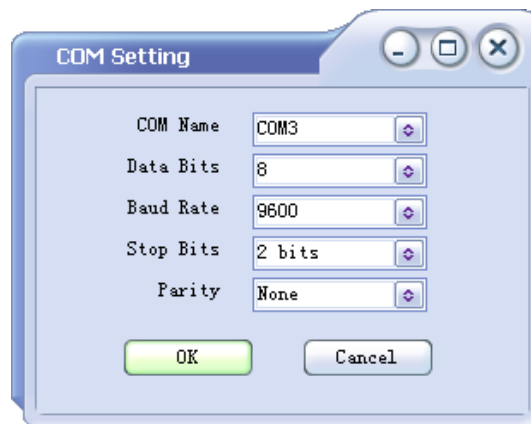 COM Setting
COM Name COM3
Data Bits 8
Baud Rate 9600
Stop Bits 2 bits
Parity None
OK Cancel